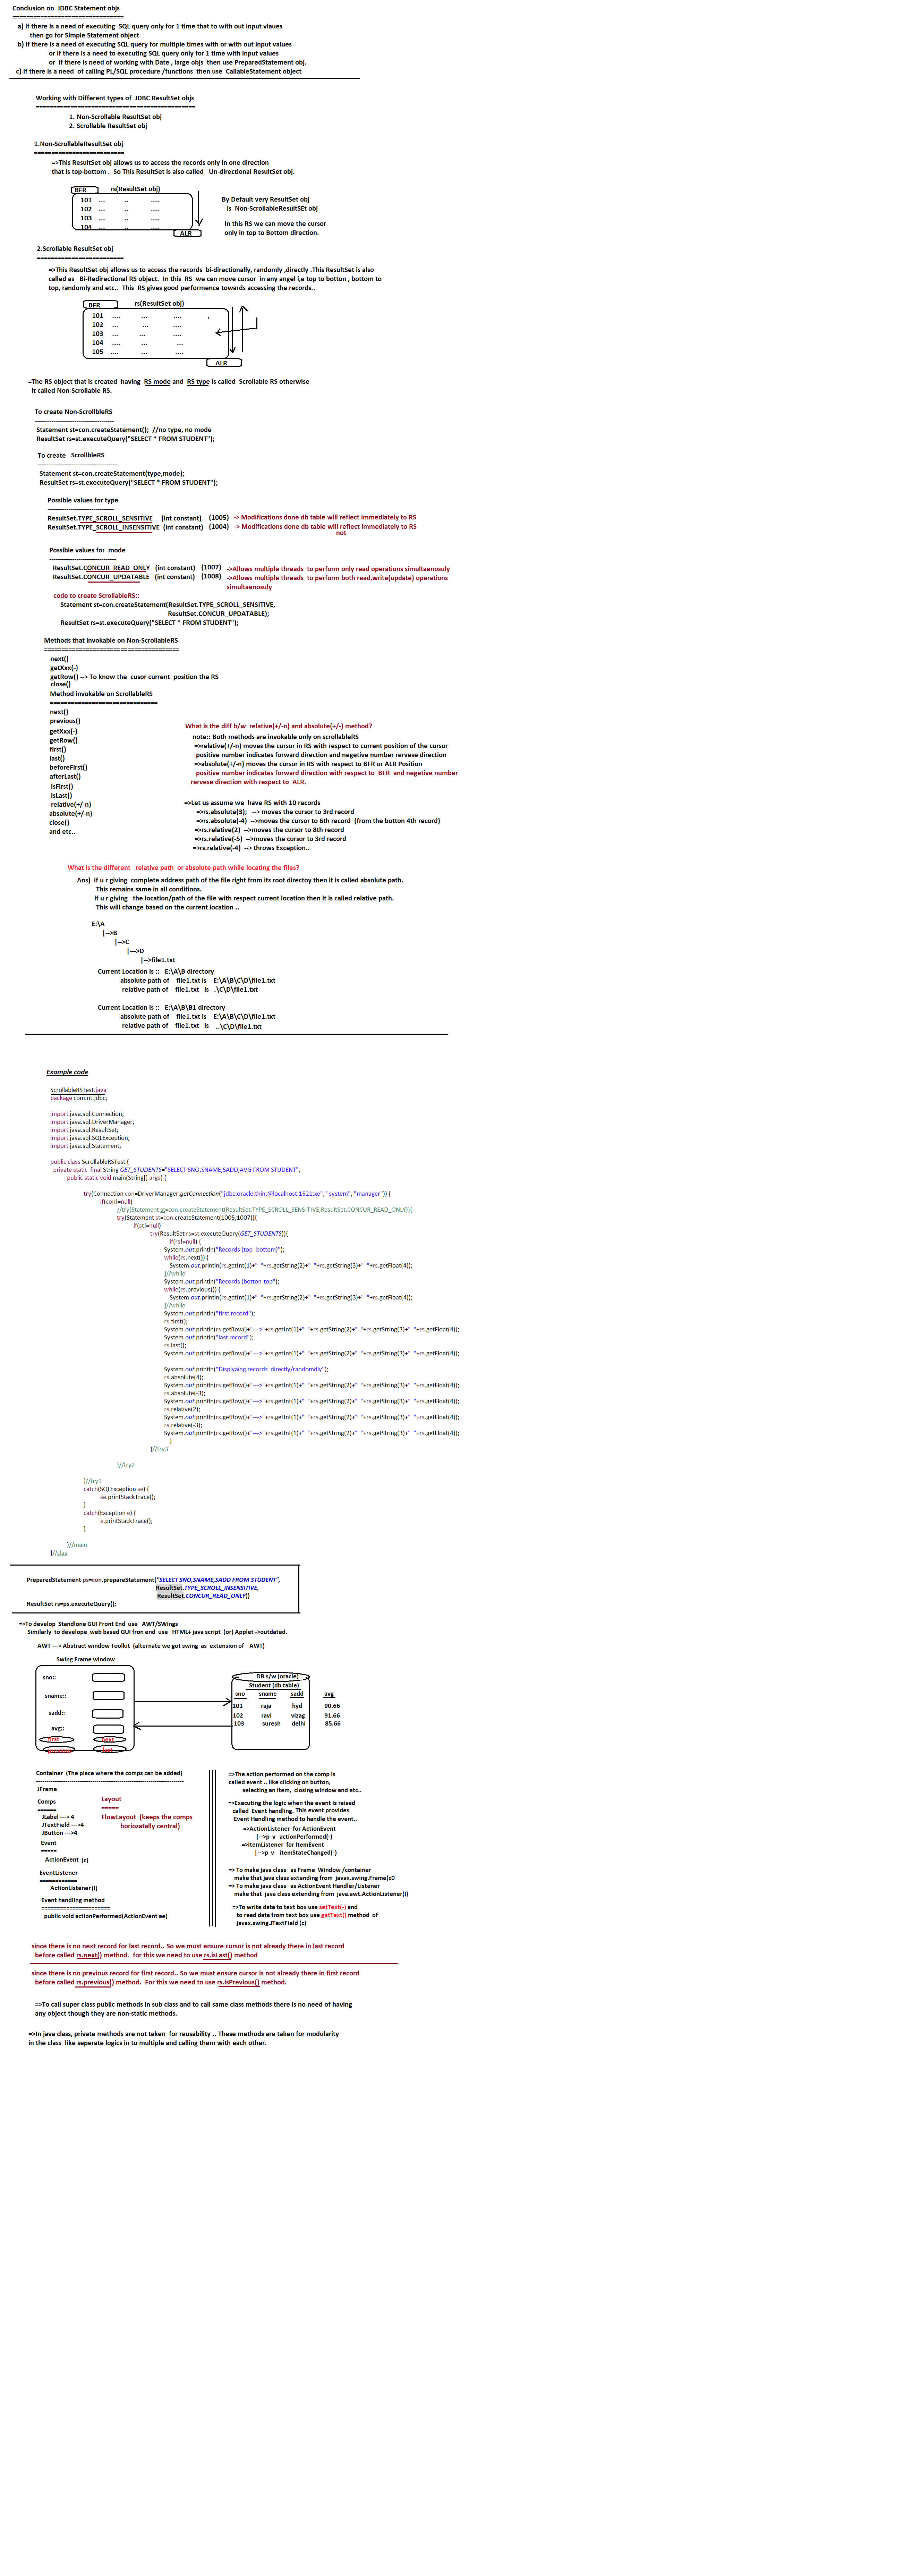 Conclusion on JDBC Statement objs
================================
a) if there is a need of executing SQL query only for 1 time that to with out input vlaues
then go for Simple Statement object
b) if there is a need of executing SQL query for multiple times with or with out input values
or if there is a need to executing SQL query only for 1 time with input values
or if there is need of working with Date , large objs then use PreparedStatement obj.
c) if there is a need of calling PL/SQL procedure /functions then use CallableStatement object
Working with Different types of JDBC ResultSet objs
==============================================
1. Non-Scrollable ResultSet obj
2. Scrollable ResultSet obj
1.Non-ScrollableResultSet obj
==========================
=>This ResultSet obj allows us to access the records only in one direction
that is top-bottom . So This ResultSet is also called Un-directional ResultSet obj.
BFR rs(ResultSet obj)
101 ... .. ....
102 ... .. ....
103 ... .. ....
104 ... .. ....
ALR
By Default very ResultSet obj
is Non-ScrollableResultSEt obj
In this RS we can move the cursor
only in top to Bottom direction.
2.Scrollable ResultSet obj
=========================
=>This ResultSet obj allows us to access the records bi-directionally, randomly ,directly .This ResultSet is also
called as Bi-Redirectional RS object. In this RS we can move cursor in any angel i,e top to botton , bottom to
top, randomly and etc.. This RS gives good performence towards accessing the records..
BFR rs(ResultSet obj)
101 .... ... .... .
102 ... ... ....
103 ... ... ....
104 .... ... ...
105 .... ... ....
ALR
=The RS object that is created having RS mode and RS type is called Scrollable RS otherwise
it called Non-Scrollable RS.
To create Non-ScrollbleRS
-------------------------------------
Statement st=con.createStatement(); //no type, no mode
ResultSet rs=st.executeQuery("SELECT * FROM STUDENT");
To create ScrollbleRS
-------------------------------------
Statement st=con.createStatement(type,mode);
ResultSet rs=st.executeQuery("SELECT * FROM STUDENT");
Possible values for type
-------------------------------
ResultSet.TYPE_SCROLL_SENSITIVE (int constant) (1005) -> Modifications done db table will reflect immediately to RS
ResultSet.TYPE_SCROLL_INSENSITIVE (int constant) (1004) -> Modifications done db table will reflect immediately to RS
not
Possible values for mode
-------------------------------
ResultSet.CONCUR_READ_ONLY (int constant) (1007) ->Allows multiple threads to perform only read operations simultaenosuly
ResultSet.CONCUR_UPDATABLE (int constant) (1008) ->Allows multiple threads to perform both read,write(update) operations
simultaenosuly
code to create ScrollableRS::
Statement st=con.createStatement(ResultSet.TYPE_SCROLL_SENSITIVE,
ResultSet.CONCUR_UPDATABLE);
ResultSet rs=st.executeQuery("SELECT * FROM STUDENT");
Methods that invokable on Non-ScrollableRS
=======================================
next()
getXxx(-)
getRow() --> To know the cusor current position the RS
close()
Method invokable on ScrollableRS
===============================
next()
previous()
getXxx(-)
getRow()
first()
last()
beforeFirst()
afterLast()
isFirst()
isLast()
relative(+/-n)
absolute(+/-n)
close()
and etc..
What is the diff b/w relative(+/-n) and absolute(+/-) method?
note:: Both methods are invokable only on scrollableRS
=>relative(+/-n) moves the cursor in RS with respect to current position of the cursor
positive number indicates forward direction and negetive number rervese direction
=>absolute(+/-n) moves the cursor in RS with respect to BFR or ALR Position
positive number indicates forward direction with respect to BFR and negetive number
rervese direction with respect to ALR.
=>Let us assume we have RS with 10 records
=>rs.absolute(3); --> moves the cursor to 3rd record
=>rs.absolute(-4) -->moves the cursor to 6th record (from the botton 4th record)
=>rs.relative(2) -->moves the cursor to 8th record
=>rs.relative(-5) -->moves the cursor to 3rd record
=>rs.relative(-4) --> throws Exception..
What is the different relative path or absolute path while locating the files?
Ans) if u r giving complete address path of the file right from its root directoy then it is called absolute path.
This remains same in all conditions.
if u r giving the location/path of the file with respect current location then it is called relative path.
This will change based on the current location ..
E:\A
|-->B
|-->C
|--->D
|-->file1.txt
Current Location is :: E:\A\B directory
absolute path of file1.txt is E:\A\B\C\D\file1.txt
relative path of file1.txt is .\C\D\file1.txt
Current Location is :: E:\A\B\B1 directory
absolute path of file1.txt is E:\A\B\C\D\file1.txt
relative path of file1.txt is ..\C\D\file1.txt
Example code
ScrollableRSTest.java
package com.nt.jdbc;
import java.sql.Connection;
import java.sql.DriverManager;
import java.sql.ResultSet;
import java.sql.SQLException;
import java.sql.Statement;
public class ScrollableRSTest {
private static final String GET_STUDENTS="SELECT SNO,SNAME,SADD,AVG FROM STUDENT";
public static void main(String[] args) {
try(Connection con=DriverManager.getConnection("jdbc:oracle:thin:@localhost:1521:xe", "system", "manager")) {
if(con!=null)
//try(Statement st=con.createStatement(ResultSet.TYPE_SCROLL_SENSITIVE,ResultSet.CONCUR_READ_ONLY)){
try(Statement st=con.createStatement(1005,1007)){
if(st!=null)
try(ResultSet rs=st.executeQuery(GET_STUDENTS)){
if(rs!=null) {
System.out.println("Records (top- bottom)");
while(rs.next()) {
System.out.println(rs.getInt(1)+" "+rs.getString(2)+" "+rs.getString(3)+" "+rs.getFloat(4));
}//while
System.out.println("Records (botton-top");
while(rs.previous()) {
System.out.println(rs.getInt(1)+" "+rs.getString(2)+" "+rs.getString(3)+" "+rs.getFloat(4));
}//while
System.out.println("first record");
rs.first();
System.out.println(rs.getRow()+"--->"+rs.getInt(1)+" "+rs.getString(2)+" "+rs.getString(3)+" "+rs.getFloat(4));
System.out.println("last record");
rs.last();
System.out.println(rs.getRow()+"--->"+rs.getInt(1)+" "+rs.getString(2)+" "+rs.getString(3)+" "+rs.getFloat(4));
System.out.println("Displyaing records directly/randomdly");
rs.absolute(4);
System.out.println(rs.getRow()+"--->"+rs.getInt(1)+" "+rs.getString(2)+" "+rs.getString(3)+" "+rs.getFloat(4));
rs.absolute(-3);
System.out.println(rs.getRow()+"--->"+rs.getInt(1)+" "+rs.getString(2)+" "+rs.getString(3)+" "+rs.getFloat(4));
rs.relative(2);
System.out.println(rs.getRow()+"--->"+rs.getInt(1)+" "+rs.getString(2)+" "+rs.getString(3)+" "+rs.getFloat(4));
rs.relative(-3);
System.out.println(rs.getRow()+"--->"+rs.getInt(1)+" "+rs.getString(2)+" "+rs.getString(3)+" "+rs.getFloat(4));
}
}//try3
}//try2
}//try1
catch(SQLException se) {
se.printStackTrace();
}
catch(Exception e) {
e.printStackTrace();
}
}//main
}//clas
PreparedStatement ps=con.prepareStatement("SELECT SNO,SNAME,SADD FROM STUDENT",
ResultSet.TYPE_SCROLL_INSENSITIVE,
ResultSet.CONCUR_READ_ONLY))
ResultSet rs=ps.executeQuery();
=>To develop Standlone GUI Front End use AWT/SWings
Similarly to develope web based GUI fron end use HTML+ java script (or) Applet ->outdated.
AWT ---> Abstract window Toolkit (alternate we got swing as extension of AWT)
Swing Frame window
sno::
sname::
sadd::
avg::
first next
previous last
DB s/w (oracle)
Student (db table)
sno sname sadd avg
101 raja hyd 90.66
102 ravi vizag 91.66
103 suresh delhi 85.66
Container (The place where the comps can be added)
---------------------------------------------------------------------
JFrame
Comps
======
JLabel ---> 4
JTextField --->4
JButton --->4
Event
=====
ActionEvent (c)
EventListener
============
ActionListener(I)
Event handling method
======================
public void actionPerformed(ActionEvent ae)
Layout
=====
FlowLayout (keeps the comps
horiozatally central)
=>The action performed on the comp is
called event .. like clicking on button,
selecting an item, closing window and etc..
=>Executing the logic when the event is raised
called Event handling. This event provides
Event Handling method to handle the event..
=>ActionListener for ActionEvent
|-->p v actionPerformed(-)
=>ItemListener for ItemEvent
|-->p v itemStateChanged(-)
=> To make java class as Frame Window /container
make that java class extending from javax.swing.Frame(c0
=> To make java class as ActionEvent Handler/Listener
make that java class extending from java.awt.ActionListener(I)
=>To write data to text box use setText(-) and
to read data from text box use getText() method of
javax.swing.JTextField (c)
since there is no next record for last record.. So we must ensure cursor is not already there in last record
before called rs.next() method. for this we need to use rs.isLast() method
since there is no previous record for first record.. So we must ensure cursor is not already there in first record
before called rs.previous() method. For this we need to use rs.isPrevious() method.
=>To call super class public methods in sub class and to call same class methods there is no need of having
any object though they are non-static methods.
=>In java class, private methods are not taken for reusability .. These methods are taken for modularity
in the class like seperate logics in to multiple and calling them with each other.